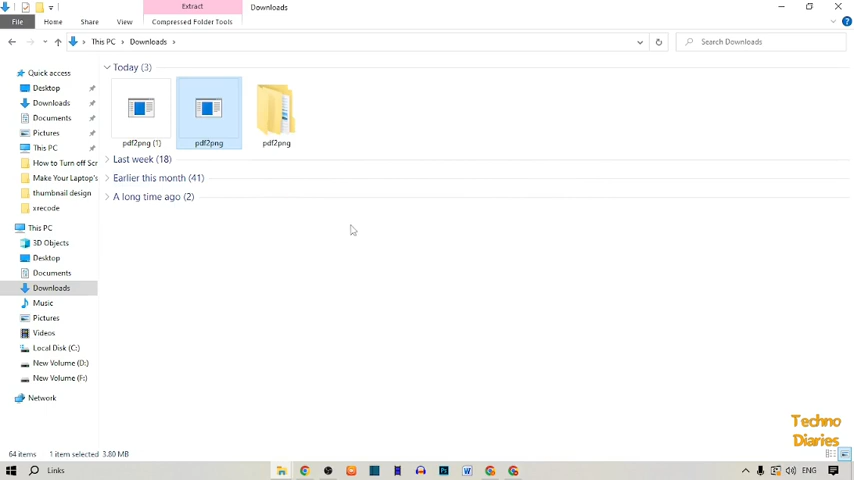 Extract
Downloads
File
Home
Share
View
Compressed Folder Tools
This PC
Downloads
Search Downloads
Quick access
Desktop
Downloads
Documents
Pictures
This PC
How to Turn off Scr
Make Your Laptop's
thumbnail design
xrecode
This PC
3D Objects
Desktop
Documents
Downloads
Music
Pictures
Videos
Local Disk (C:)
New Volume (D:)
New Volume (F:)
Network
Today (3)
pdf2png (1)
pdf2png
pdf2png
Last week (18)
Earlier this month (41)
A long time ago (2)
Techno
Diaries
64 items
1 item selected 3.80 MB
Links
W
Ps
ENG